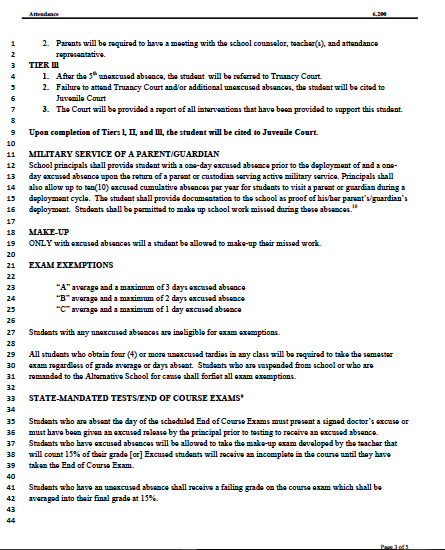 Attendance 6.200
1 2. Parents will be required to have a meeting with the school counselor, teacher(s), and attendance
2 representative.
3 TIER lll
4 1. After the 5th unexcused absence, the student will be referred to Truancy Court.
5 2. Failure to attend Truancy Court and/or additional unexcused absences, the student will be cited to
6 Juvenile Court
7 3. The Court will be provided a report of all interventions that have been provided to support this student.
8
9 Upon completion of Tiers l, II, and lll, the student will be cited to Juvenile Court.
10
11 MILITARY SERVICE OF A PARENT/GUARDIAN
12 School principals shall provide student with a one-day excused absence prior to the deployment of and a one-
13 day excused absence upon the return of a parent or custodian serving active military service. Principals shall
14 also allow up to ten(10) excused cumulative absences per year for students to visit a parent or guardian during a
15 deployment cycle. The student shall provide documentation to the school as proof of his/her parent's/guardian's
16 deployment. Students shall be permitted to make up school work missed during these absences.10
17
18 MAKE-UP
19 ONLY with excused absences will a student be allowed to make-up their missed work.
20
21 EXAM EXEMPTIONS
22
23 "A" average and a maximum of 3 days excused absence
24 "B" average and a maximum of 2 days excused absence
25 "C" average and a maximum of 1 day excused absence
26
27 Students with any unexcused absences are ineligible for exam exemptions.
28
29 All students who obtain four (4) or more unexcused tardies in any class will be required to take the semester
30 exam regardless of grade average or days absent. Students who are suspended from school or who are
31 remanded to the Alternative School for cause shall forfiet all exam exemptions.
32
33 STATE-MANDATED TESTS/END OF COURSE EXAMS9
34
35 Students who are absent the day of the scheduled End of Course Exams must present a signed doctor's excuse or
36 must have been given an excused release by the principal prior to testing to receive an excused absence.
37 Students who have excused absences will be allowed to take the make-up exam developed by the teacher that
38 will count 15% of their grade [or] Excused students will receive an incomplete in the course until they have
39 taken the End of Course Exam.
40
41 Students who have an unexcused absence shall receive a failing grade on the course exam which shall be
42 averaged into their final grade at 15%.
43
44
Page 3 of 5